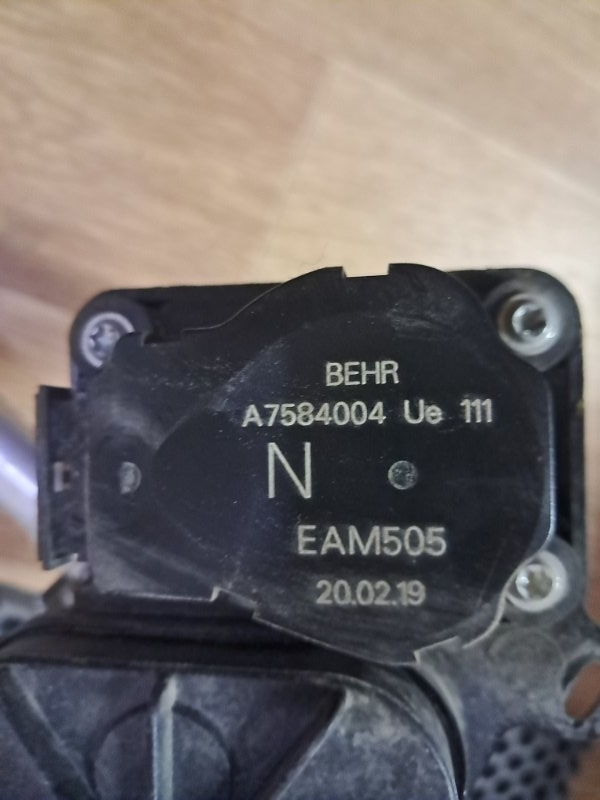 BEHR
A7584004 Ue 111
N
EAM505
20.02.19